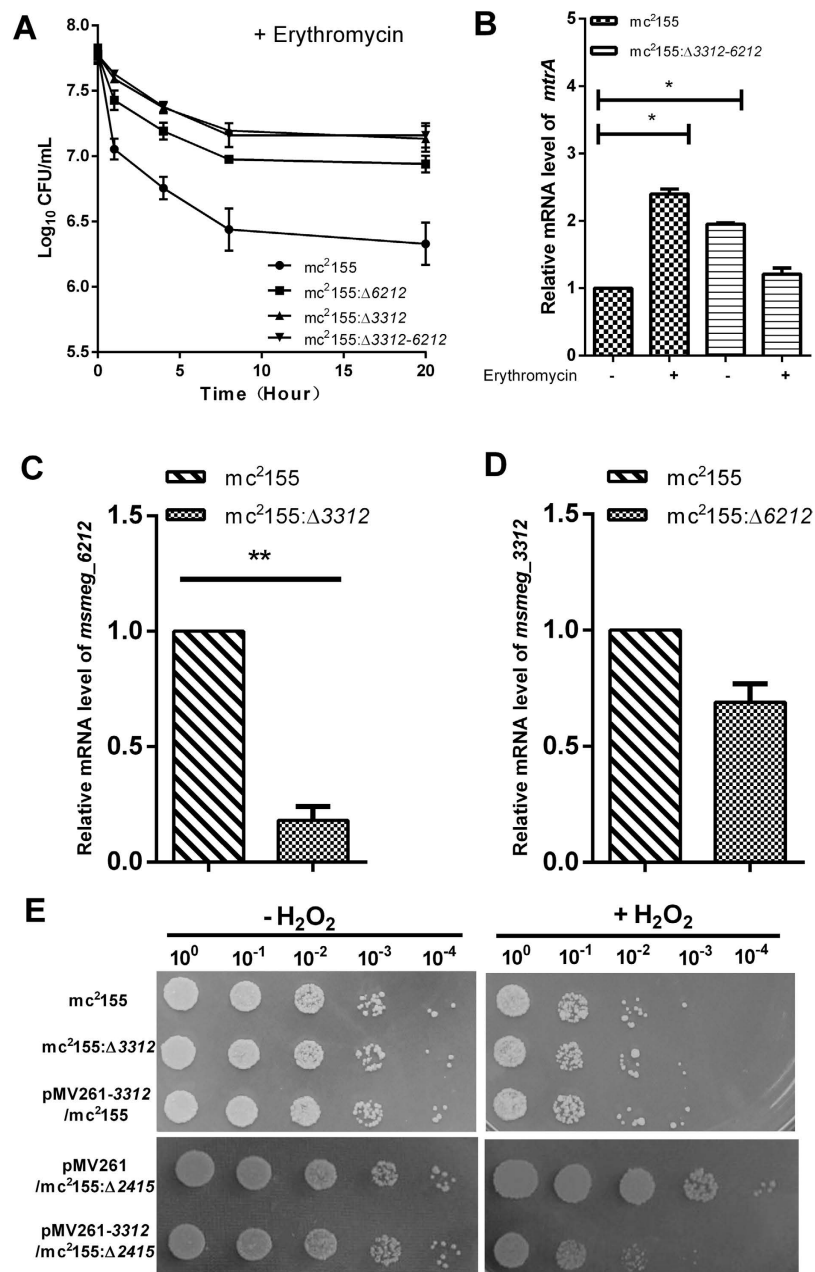 A
+ Erythromycin
Log10 CFU/mL
8.0
7.5
7.0
6.5
6.0
5.5
0
5
10
15
20
Time (Hour)
mc2155
mc2155:Δ6212
mc2155:Δ3312
mc2155:Δ3312-6212
B
mc2155
mc2155:Δ3312-6212
Relative mRNA level of mtrA
5
4
3
2
1
0
*
*
Erythromycin - + - +
C
mc2155
mc2155:Δ3312
Relative mRNA level of msmeg_6212
1.5
1.0
0.5
0.0
**
D
mc2155
mc2155:Δ6212
Relative mRNA level of msmeg_3312
1.5
1.0
0.5
0.0
E
- H2O2
+ H2O2
10⁰ 10⁻¹ 10⁻² 10⁻³ 10⁻⁴
10⁰ 10⁻¹ 10⁻² 10⁻³ 10⁻⁴
mc2155
mc2155:Δ3312
pMV261-3312
/mc2155
pMV261
/mc2155:Δ2415
pMV261-3312
/mc2155:Δ2415